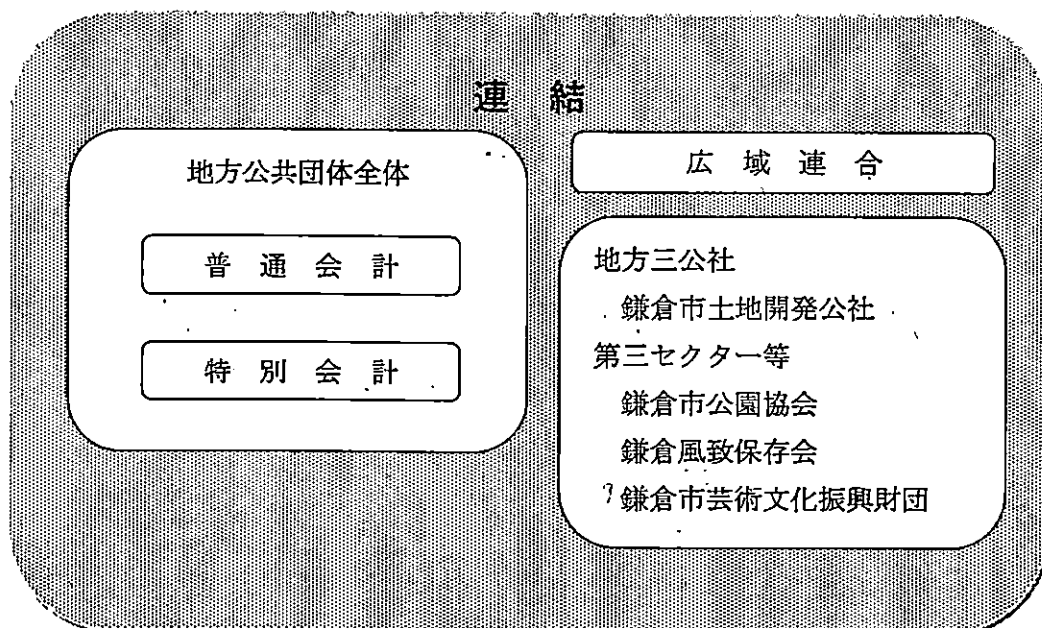 連結
地方公共団体全体
普通会計
特別会計
広域連合
地方三公社
鎌倉市土地開発公社
第三セクター等
鎌倉市公園協会
鎌倉風致保存会
鎌倉市芸術文化振興財団